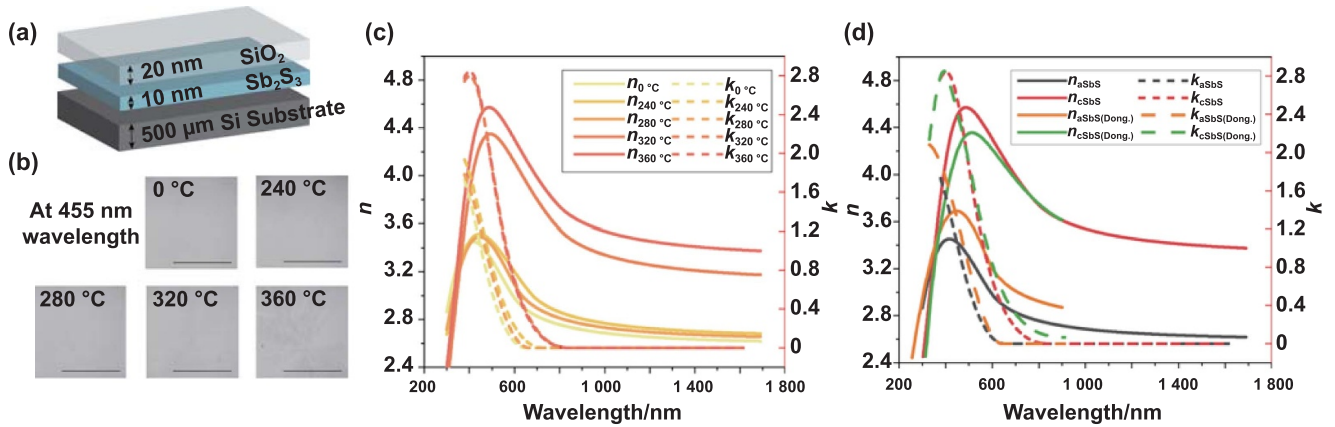 (a)
20 nm SiO2
10 nm Sb2S3
500 µm Si Substrate
(b)
At 455 nm
wavelength
0 °C
240 °C
280 °C
320 °C
360 °C
(c)
n0 °C k0 °C
n240 °C k240 °C
n280 °C k280 °C
n320 °C k320 °C
n360 °C k360 °C
4.8
4.4
4.0
3.6
3.2
2.8
2.4
n
2.8
2.4
2.0
1.6
1.2
0.8
0.4
0
k
200 600 1 000 1 400 1 800
Wavelength/nm
(d)
naSbS kaSbS
ncSbS kcSbS
naSbS(Dong.) kaSbS(Dong.)
ncSbS(Dong.) kcSbS(Dong.)
4.8
4.4
4.0
3.6
3.2
2.8
2.4
n
2.8
2.4
2.0
1.6
1.2
0.8
0.4
0
k
200 600 1 000 1 400 1 800
Wavelength/nm